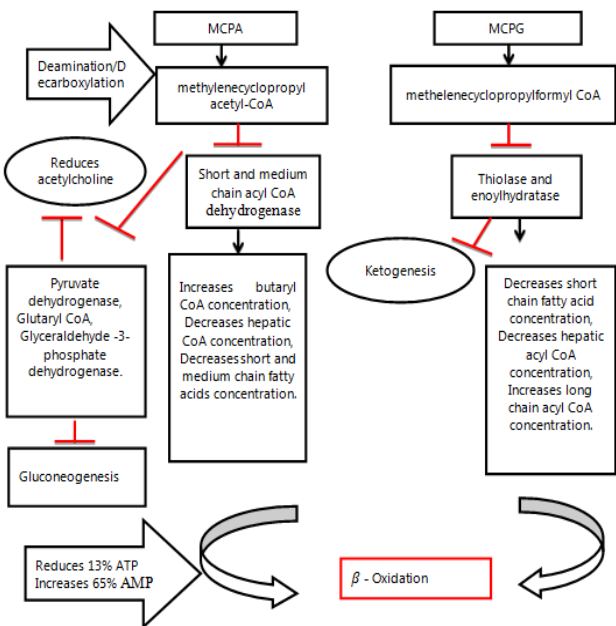 MCPA
MCPG
Deamination/D
ecarboxylation
methylenecyclopropyl
acetyl-CoA
methelenecyclopropylformyl CoA
Reduces
acetylcholine
Short and medium
chain acyl CoA
dehydrogenase
Thiolase and
enoylhydratase
Ketogenesis
Pyruvate
dehydrogenase,
Glutaryl CoA,
Glyceraldehyde -3-
phosphate
dehydrogenase.
Increases butaryl
CoA concentration,
Decreases hepatic
CoA concentration,
Decreases short and
medium chain fatty
acids concentration.
Decreases short
chain fatty acid
concentration,
Decreases hepatic
acyl CoA
concentration,
Increases long
chain acyl CoA
concentration.
Gluconeogenesis
Reduces 13% ATP
Increases 65% AMP
β - Oxidation